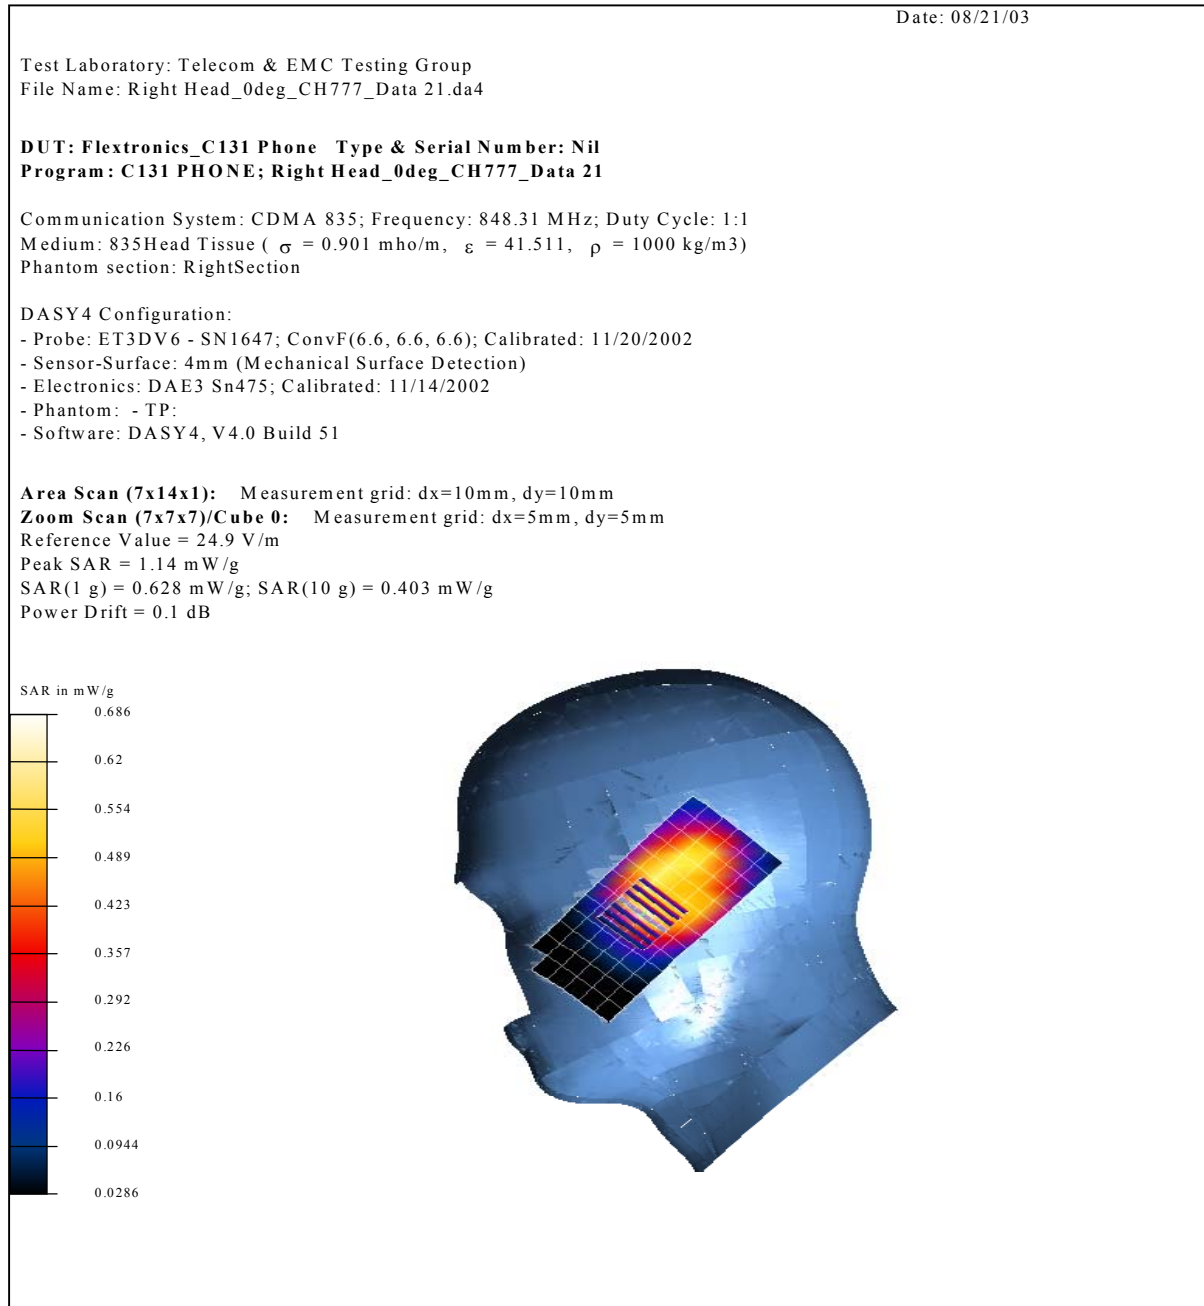 Date: 08/21/03
Test Laboratory: Telecom & EMC Testing Group
File Name: Right Head_0deg_CH777_Data 21.da4
DUT: Flextronics_C131 Phone   Type & Serial Number: Nil
Program: C131 PHONE; Right Head_0deg_CH777_Data 21
Communication System: CDMA 835; Frequency: 848.31 MHz; Duty Cycle: 1:1
Medium: 835Head Tissue ( σ = 0.901 mho/m, ε = 41.511, ρ = 1000 kg/m3)
Phantom section: RightSection
DASY4 Configuration:
- Probe: ET3DV6 - SN1647; ConvF(6.6, 6.6, 6.6); Calibrated: 11/20/2002
- Sensor-Surface: 4mm (Mechanical Surface Detection)
- Electronics: DAE3 Sn475; Calibrated: 11/14/2002
- Phantom:  - TP:
- Software: DASY4, V4.0 Build 51
Area Scan (7x14x1):   Measurement grid: dx=10mm, dy=10mm
Zoom Scan (7x7x7)/Cube 0:   Measurement grid: dx=5mm, dy=5mm
Reference Value = 24.9 V/m
Peak SAR = 1.14 mW/g
SAR(1 g) = 0.628 mW/g; SAR(10 g) = 0.403 mW/g
Power Drift = 0.1 dB
SAR in mW/g
0.686
0.62
0.554
0.489
0.423
0.357
0.292
0.226
0.16
0.0944
0.0286